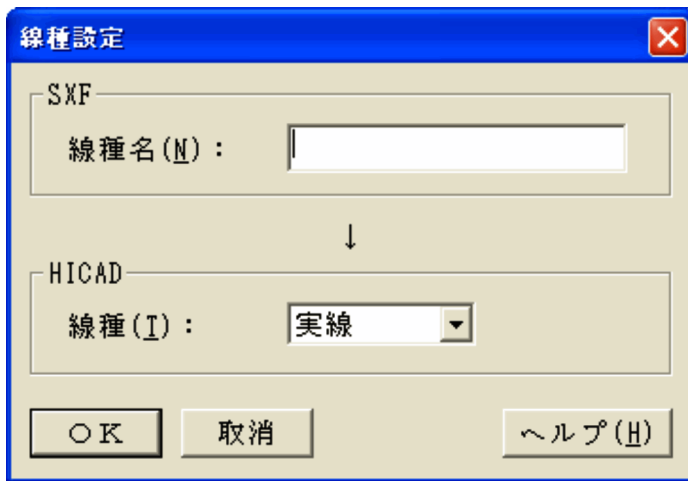 線種設定
SXF
線種名(N)：
↓
HICAD
線種(T)： 実線
ＯＫ 取消 ヘルプ(H)